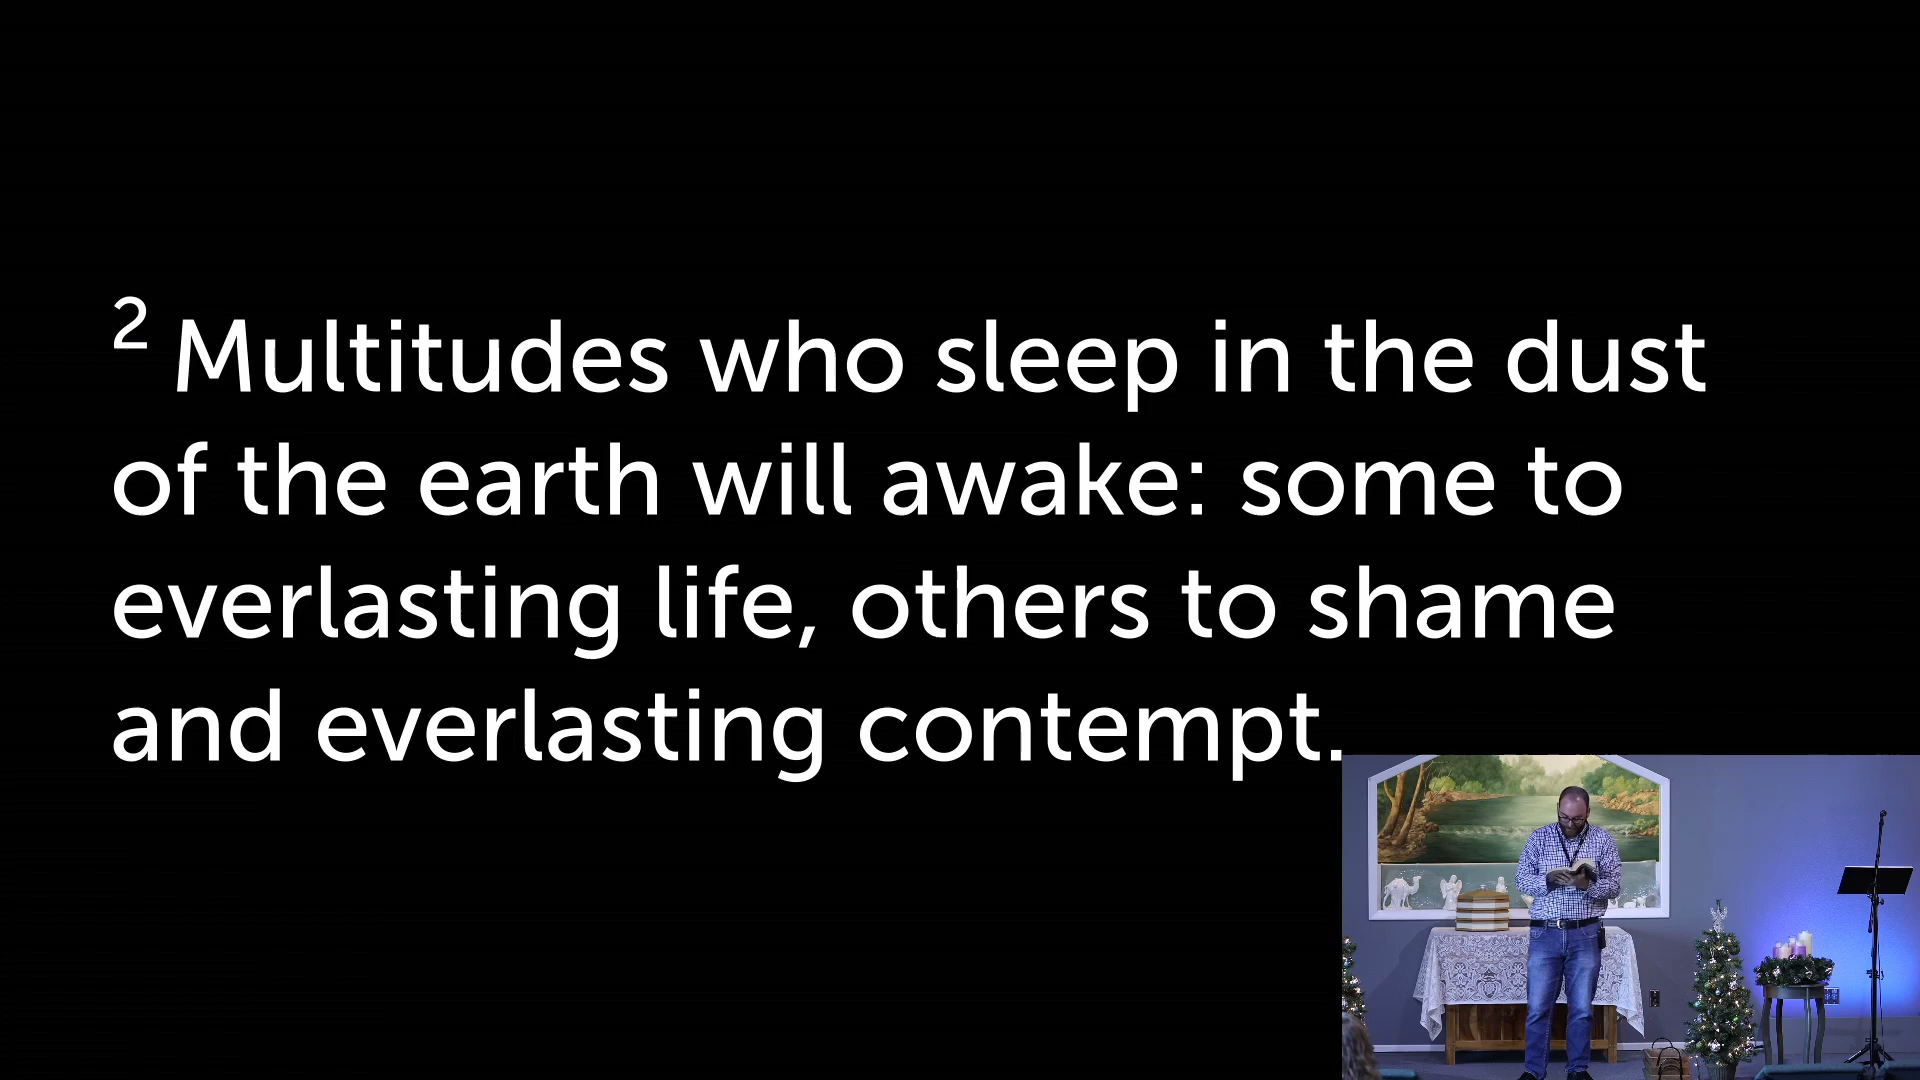 2 Multitudes who sleep in the dust
of the earth will awake: some to
everlasting life, others to shame
and everlasting contempt.